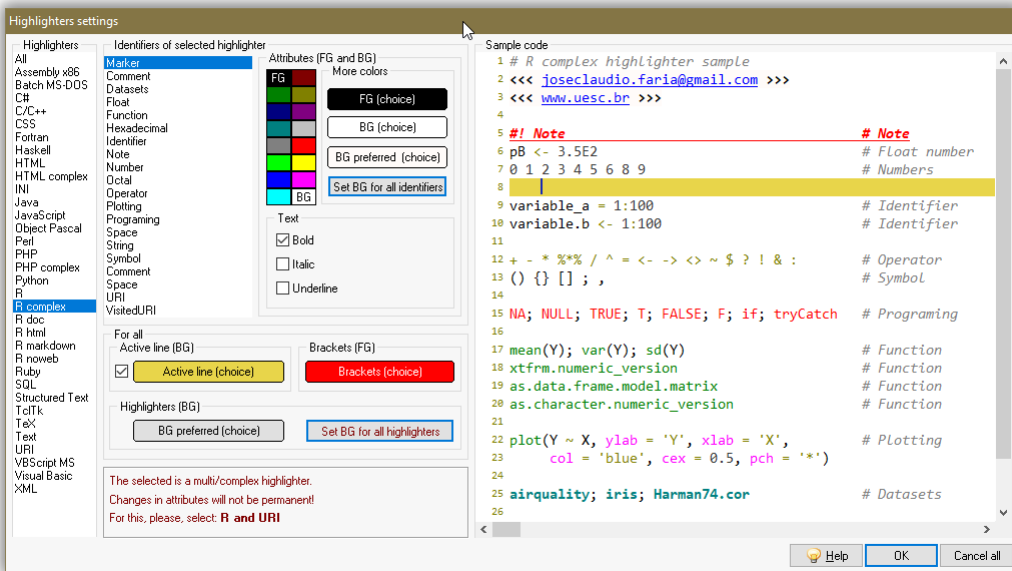 Highlighters settings
Highlighters
All
Assembly x86
Batch MS-DOS
C#
C/C++
CSS
Fortran
Haskell
HTML
HTML complex
INI
Java
JavaScript
Object Pascal
Perl
PHP
PHP complex
Python
R
R complex
R doc
R html
R markdown
R noweb
Ruby
SQL
Structured Text
TclTk
TeX
Text
URI
VBScript MS
Visual Basic
XML
Identifiers of selected highlighter
Marker
Comment
Datasets
Float
Function
Hexadecimal
Identifier
Note
Number
Octal
Operator
Plotting
Programing
Space
String
Symbol
Comment
Space
URI
VisitedURI
Attributes (FG and BG)
FG
BG
More colors
FG (choice)
BG (choice)
BG preferred (choice)
Set BG for all identifiers
Text
Bold
Italic
Underline
For all
Active line (BG)
Active line (choice)
Brackets (FG)
Brackets (choice)
Highlighters (BG)
BG preferred (choice)
Set BG for all highlighters
The selected is a multi/complex highlighter.
Changes in attributes will not be permanent!
For this, please, select: R and URI
Sample code
1 # R complex highlighter sample
2 <<< joseclaudio.faria@gmail.com >>>
3 <<< www.uesc.br >>>
4
5 #! Note # Note
6 pB <- 3.5E2 # Float number
7 0 1 2 3 4 5 6 8 9 # Numbers
8
9 variable_a = 1:100 # Identifier
10 variable.b <- 1:100 # Identifier
11
12 + - * %*% / ^ = <- -> <> ~ $ ? ! & : # Operator
13 () {} [] ; , # Symbol
14
15 NA; NULL; TRUE; T; FALSE; F; if; tryCatch # Programing
16
17 mean(Y); var(Y); sd(Y) # Function
18 xtfrm.numeric_version # Function
19 as.data.frame.model.matrix # Function
20 as.character.numeric_version # Function
21
22 plot(Y ~ X, ylab = 'Y', xlab = 'X', # Plotting
23 col = 'blue', cex = 0.5, pch = '*')
24
25 airquality; iris; Harman74.cor # Datasets
26
Help
OK
Cancel all